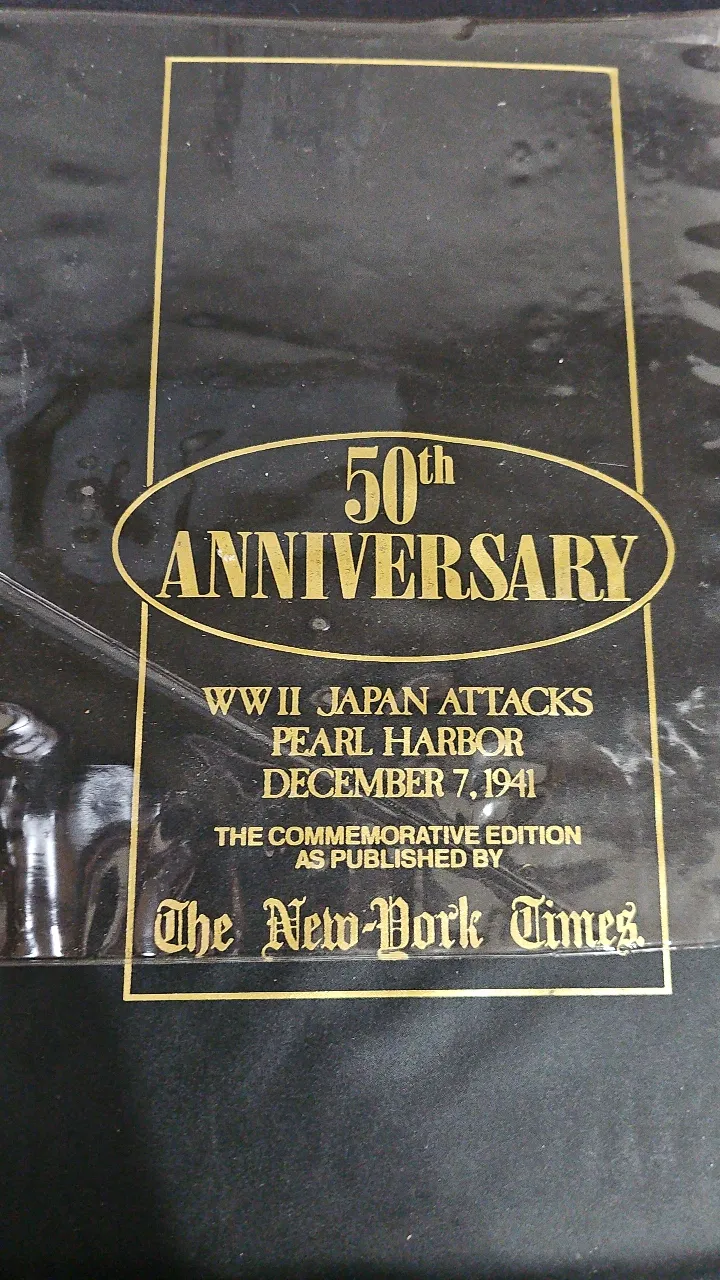 50th
ANNIVERSARY
WW II JAPAN ATTACKS
PEARL HARBOR
DECEMBER 7, 1941
THE COMMEMORATIVE EDITION
AS PUBLISHED BY
The New-York Times.